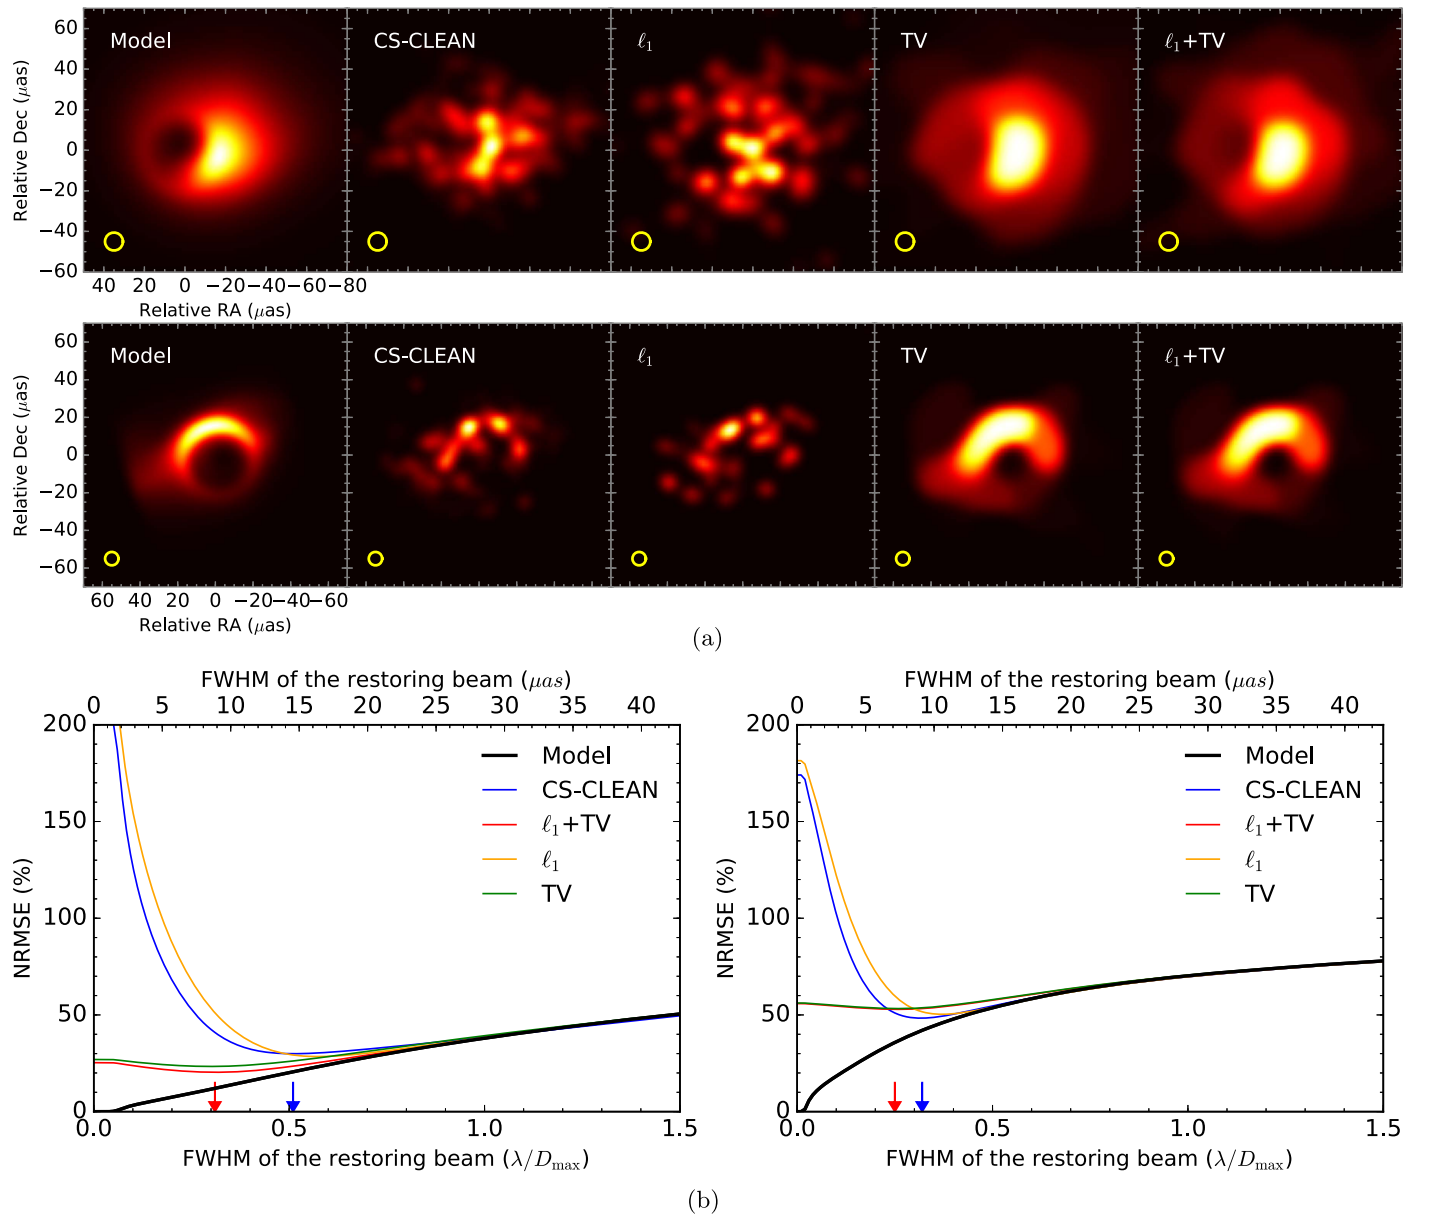 Model CS-CLEAN ℓ₁ TV ℓ₁+TV
Relative Dec (μas)
60
40
20
0
−20
−40
−60
40 20 0 −20 −40 −60 −80
Relative RA (μas)
Model CS-CLEAN ℓ₁ TV ℓ₁+TV
Relative Dec (μas)
60
40
20
0
−20
−40
−60
60 40 20 0 −20 −40 −60
Relative RA (μas)
(a)
FWHM of the restoring beam (μas)
0 5 10 15 20 25 30 35 40
200
150
100
50
0
NRMSE (%)
Model
CS-CLEAN
ℓ₁+TV
ℓ₁
TV
0.0 0.5 1.0 1.5
FWHM of the restoring beam (λ/D_max)
FWHM of the restoring beam (μas)
0 5 10 15 20 25 30 35 40
200
150
100
50
0
NRMSE (%)
Model
CS-CLEAN
ℓ₁+TV
ℓ₁
TV
0.0 0.5 1.0 1.5
FWHM of the restoring beam (λ/D_max)
(b)